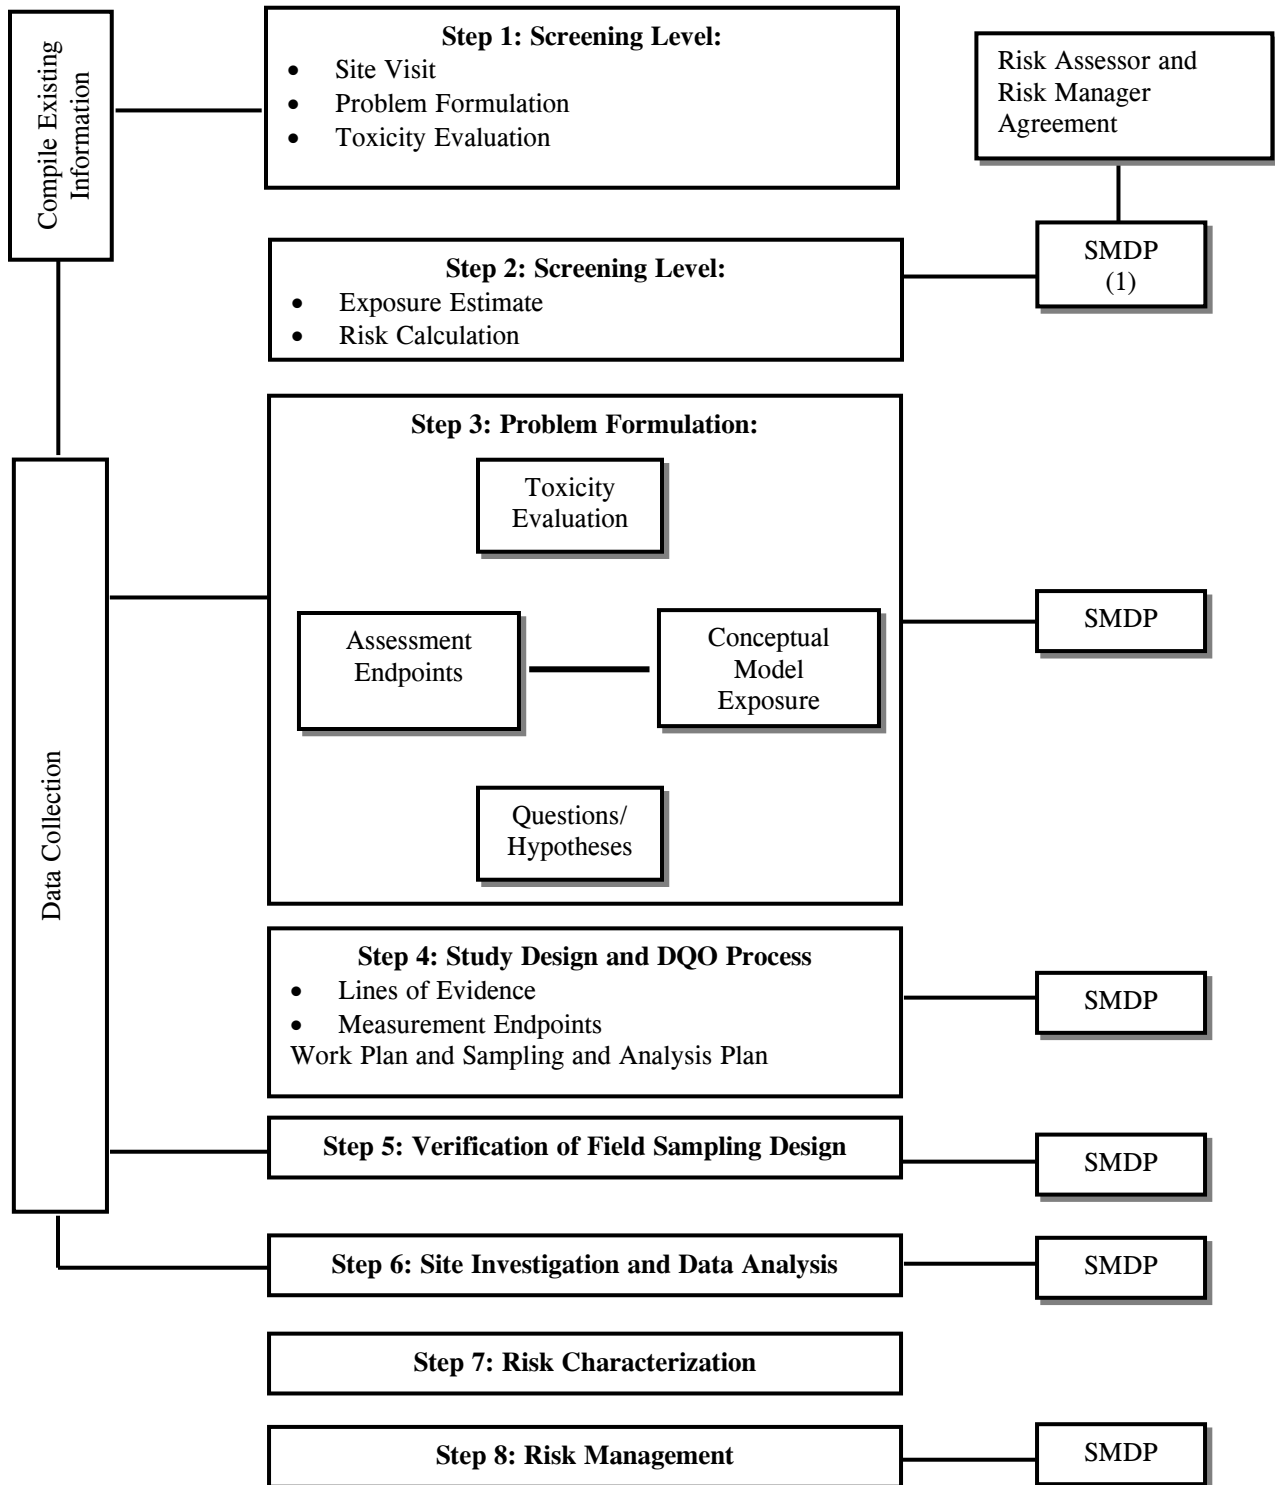 Compile Existing
Information
Step 1: Screening Level:
• Site Visit
• Problem Formulation
• Toxicity Evaluation
Risk Assessor and
Risk Manager
Agreement
Step 2: Screening Level:
• Exposure Estimate
• Risk Calculation
SMDP
(1)
Data Collection
Step 3: Problem Formulation:
Toxicity
Evaluation
Assessment
Endpoints
Conceptual
Model
Exposure
Questions/
Hypotheses
SMDP
Step 4: Study Design and DQO Process
• Lines of Evidence
• Measurement Endpoints
Work Plan and Sampling and Analysis Plan
SMDP
Step 5: Verification of Field Sampling Design
SMDP
Step 6: Site Investigation and Data Analysis
SMDP
Step 7: Risk Characterization
Step 8: Risk Management
SMDP